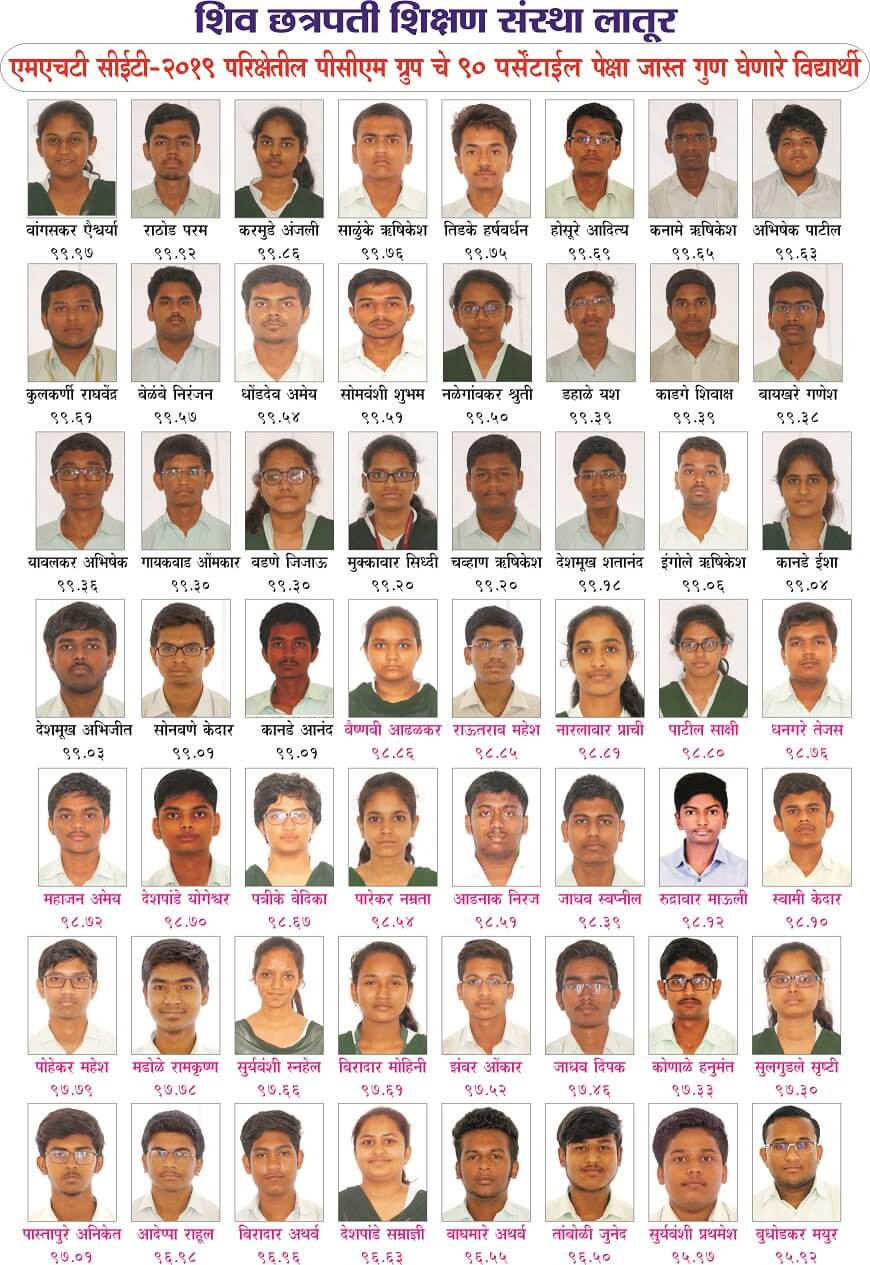 शिव छत्रपती शिक्षण संस्था लातूर
एमएचटी सीईटी-२०१९ परिक्षेतील पीसीएम ग्रुप चे ९० पर्सेंटाईल पेक्षा जास्त गुण घेणारे विद्यार्थी
बांगसकर ऐश्वर्या राठोड परम करमुडे अंजली साळुंके ऋषिकेश तिडके हर्षवर्धन होसूरे आदित्य कनामे ऋषिकेश अभिषेक पाटील
९९.९७ ९९.९२ ९९.८६ ९९.७६ ९९.७५ ९९.६९ ९९.६५ ९९.६३
कुलकर्णी राघवेंद्र बेळंबे निरंजन धोंडदेव अमेय सोमवंशी शुभम नळेगांवकर श्रुती डहाळे यश काडगे शिवाक्ष बायखरे गणेश
९९.६१ ९९.५७ ९९.५४ ९९.५१ ९९.५० ९९.३९ ९९.३९ ९९.३८
यावलकर अभिषेक गायकवाड ओंमकार वडणे जिजाऊ मुक्कावार सिध्दी चव्हाण ऋषिकेश देशमूख शतानंद इंगोले ऋषिकेश कानडे ईशा
९९.३६ ९९.३० ९९.३० ९९.२० ९९.२० ९९.१८ ९९.०६ ९९.०४
देशमूख अभिजीत सोनवणे केदार कानडे आनंद वैष्णवी आढळकर राऊतराव महेश नारलावार प्राची पाटील साक्षी धनगरे तेजस
९९.०३ ९९.०१ ९९.०१ ९८.८६ ९८.८५ ९८.८१ ९८.८० ९८.७६
महाजन अमेय देशपांडे योगेश्वर पत्रीके वेदिका पारेकर नम्रता आडनाक निरज जाधव स्वप्नील रुद्रावार माऊली स्वामी केदार
९८.७२ ९८.७० ९८.६७ ९८.५४ ९८.५१ ९८.३९ ९८.१२ ९८.१०
पोहेकर महेश मडोळे रामकृष्ण सुर्यवंशी स्नहेल बिरादार मोहिनी झंवर ओंकार जाधव दिपक कोणाळे हनुमंत सुलगुडले सृष्टी
९७.७९ ९७.७८ ९७.६६ ९७.६१ ९७.५२ ९७.४६ ९७.३३ ९७.३०
पास्तापुरे अनिकेत आदेप्पा राहूल बिरादार अथर्व देशपांडे सम्राज्ञी वाघमारे अथर्व तांबोळी जुनेद सुर्यवंशी प्रथमेश बुधोडकर मयुर
९७.०१ ९६.९८ ९६.९६ ९६.६३ ९६.५५ ९६.५० ९५.९७ ९५.९२